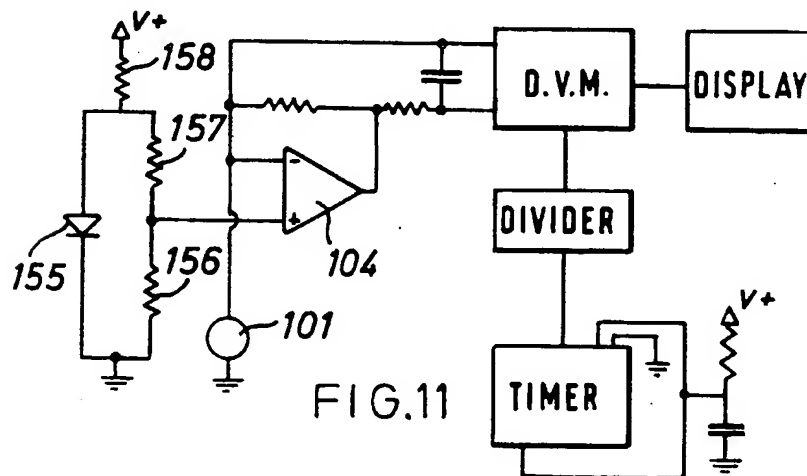 V+
158
157
155
156
-
+
104
101
D.V.M.
DISPLAY
DIVIDER
TIMER
V+
FIG.11